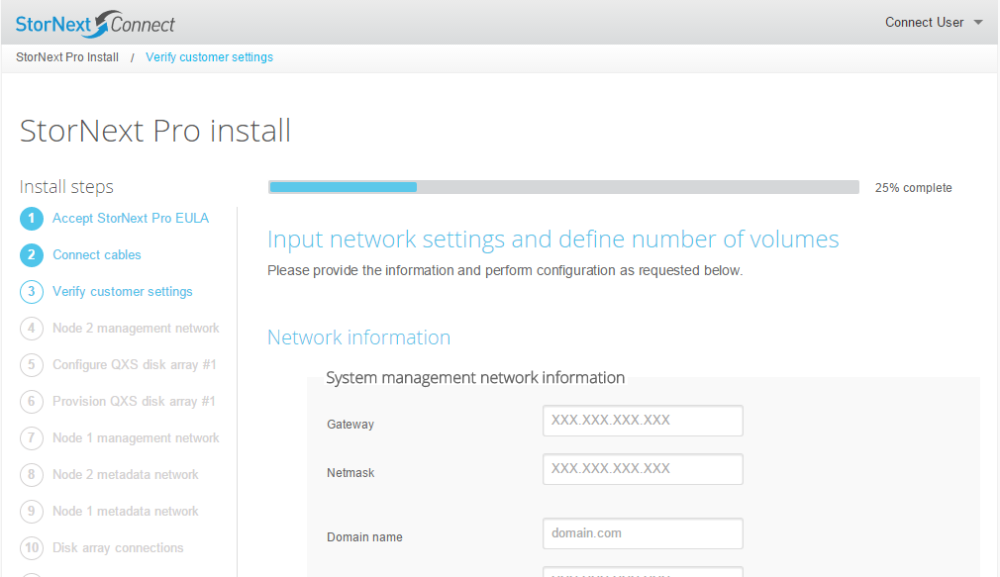 StorNext Connect
Connect User
StorNext Pro Install / Verify customer settings
StorNext Pro install
Install steps
25% complete
1 Accept StorNext Pro EULA
2 Connect cables
3 Verify customer settings
4 Node 2 management network
5 Configure QXS disk array #1
6 Provision QXS disk array #1
7 Node 1 management network
8 Node 2 metadata network
9 Node 1 metadata network
10 Disk array connections
Input network settings and define number of volumes
Please provide the information and perform configuration as requested below.
Network information
System management network information
Gateway XXX.XXX.XXX.XXX
Netmask XXX.XXX.XXX.XXX
Domain name domain.com